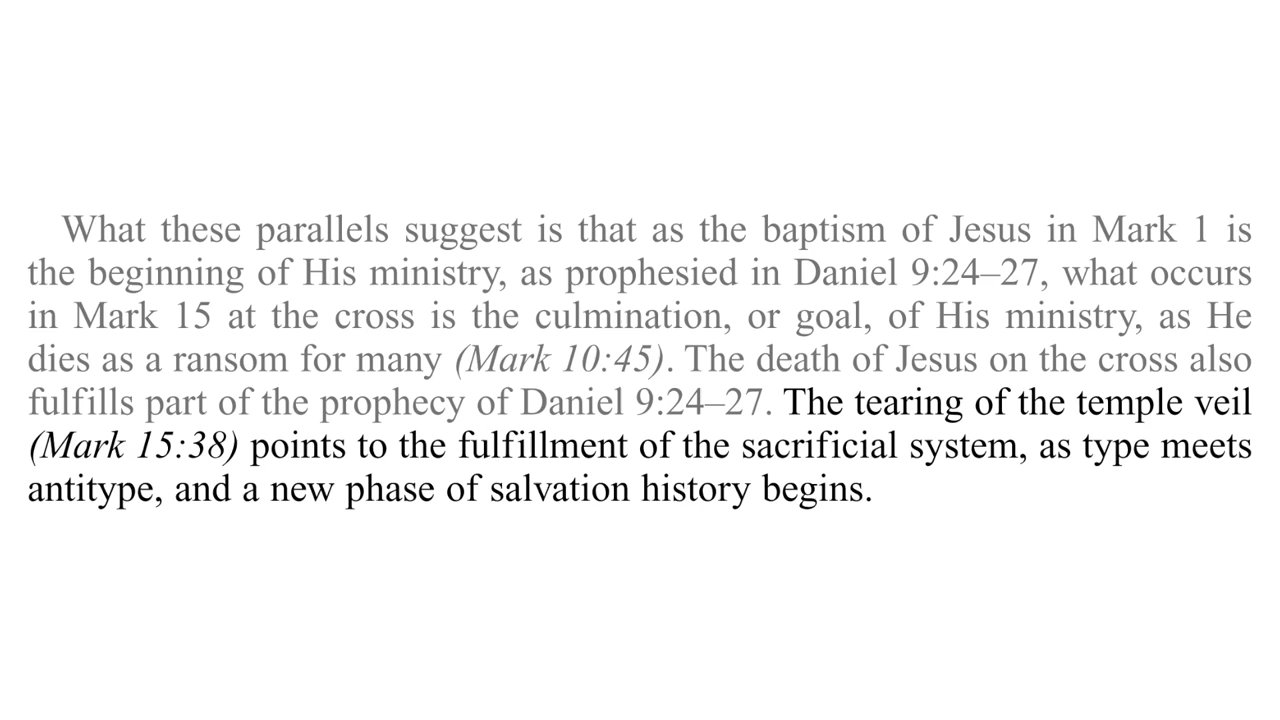 What these parallels suggest is that as the baptism of Jesus in Mark 1 is
the beginning of His ministry, as prophesied in Daniel 9:24–27, what occurs
in Mark 15 at the cross is the culmination, or goal, of His ministry, as He
dies as a ransom for many (Mark 10:45). The death of Jesus on the cross also
fulfills part of the prophecy of Daniel 9:24–27. The tearing of the temple veil
(Mark 15:38) points to the fulfillment of the sacrificial system, as type meets
antitype, and a new phase of salvation history begins.